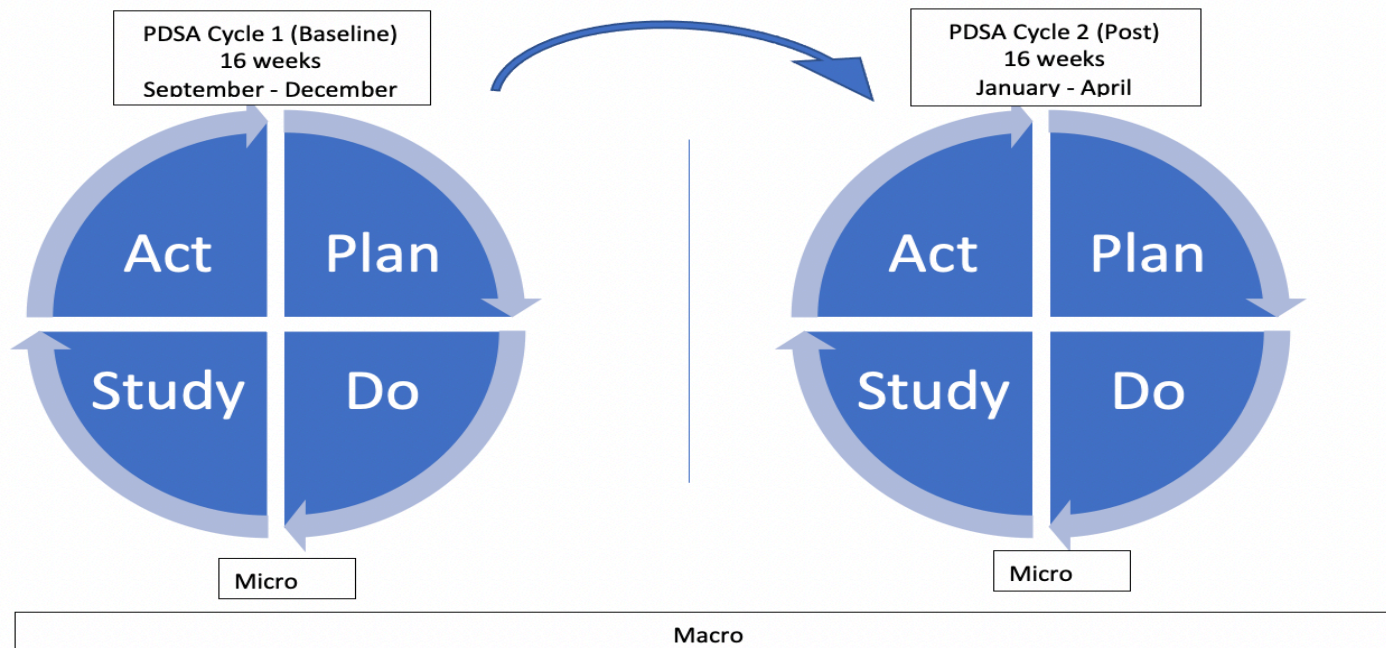 PDSA Cycle 1 (Baseline)
16 weeks
September - December
PDSA Cycle 2 (Post)
16 weeks
January - April
Act
Plan
Study
Do
Act
Plan
Study
Do
Micro
Micro
Macro